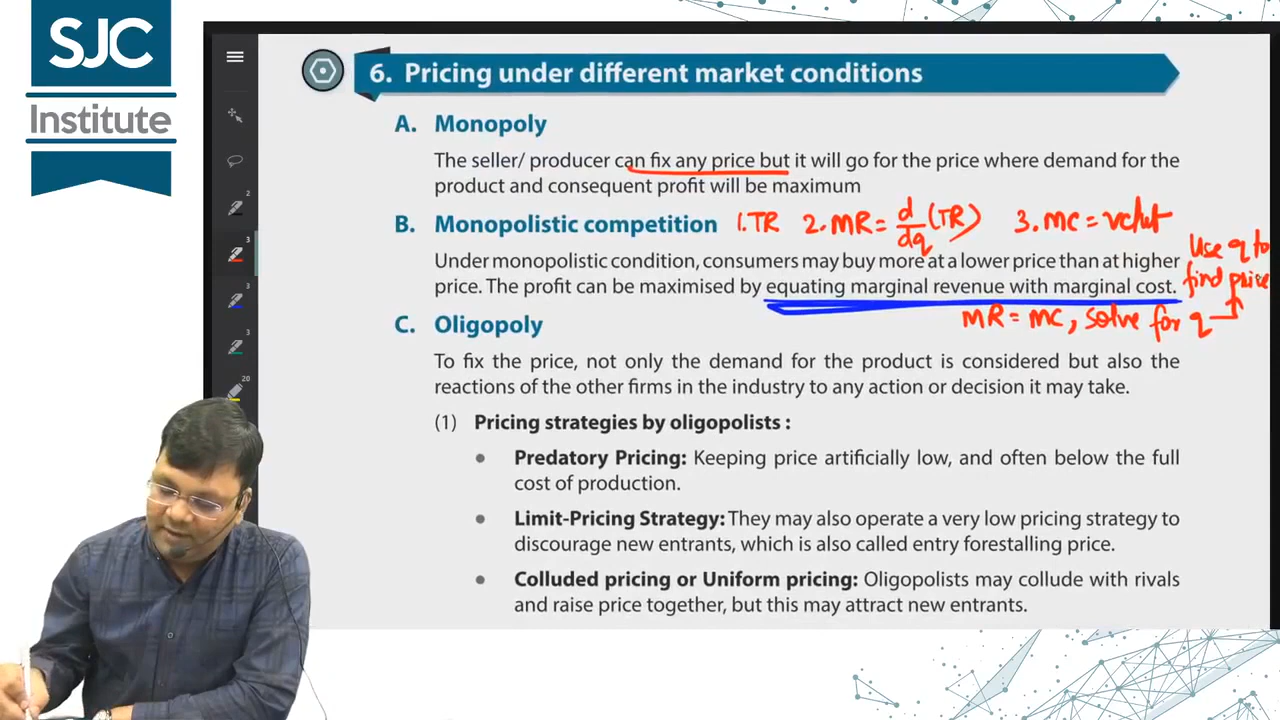 SJC
Institute
6. Pricing under different market conditions
A. Monopoly
The seller/ producer can fix any price but it will go for the price where demand for the
product and consequent profit will be maximum
B. Monopolistic competition 1. TR 2. MR = d/dq (TR) 3. MC = vc/unit
Under monopolistic condition, consumers may buy more at a lower price than at higher
price. The profit can be maximised by equating marginal revenue with marginal cost.
Use q to
find price
MR = MC, solve for q
C. Oligopoly
To fix the price, not only the demand for the product is considered but also the
reactions of the other firms in the industry to any action or decision it may take.
(1) Pricing strategies by oligopolists :
• Predatory Pricing: Keeping price artificially low, and often below the full
cost of production.
• Limit-Pricing Strategy: They may also operate a very low pricing strategy to
discourage new entrants, which is also called entry forestalling price.
• Colluded pricing or Uniform pricing: Oligopolists may collude with rivals
and raise price together, but this may attract new entrants.
2
3
3
3
20